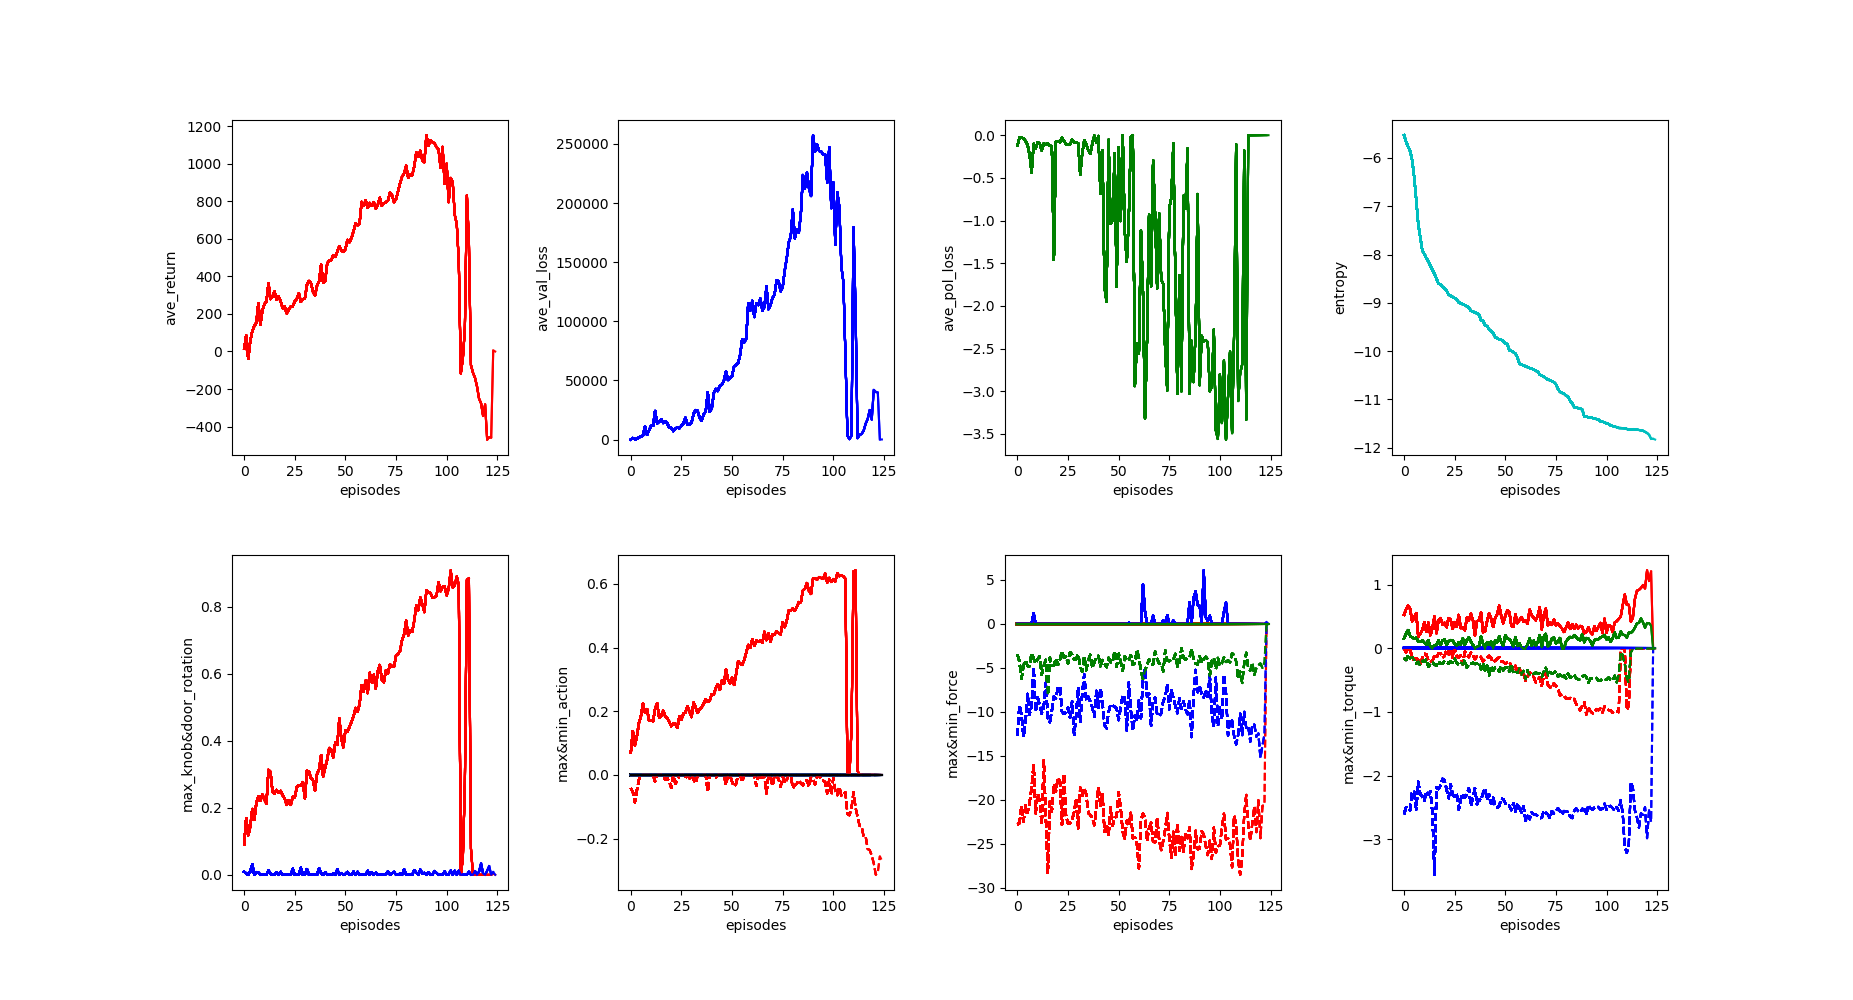 ave_return
1200
1000
800
600
400
200
0
−200
−400
0 25 50 75 100 125
episodes
ave_val_loss
250000
200000
150000
100000
50000
0
0 25 50 75 100 125
episodes
ave_pol_loss
0.0
−0.5
−1.0
−1.5
−2.0
−2.5
−3.0
−3.5
0 25 50 75 100 125
episodes
entropy
−6
−7
−8
−9
−10
−11
−12
0 25 50 75 100 125
episodes
max_knob&door_rotation
0.8
0.6
0.4
0.2
0.0
0 25 50 75 100 125
episodes
max&min_action
0.6
0.4
0.2
0.0
−0.2
0 25 50 75 100 125
episodes
max&min_force
5
0
−5
−10
−15
−20
−25
−30
0 25 50 75 100 125
episodes
max&min_torque
1
0
−1
−2
−3
0 25 50 75 100 125
episodes